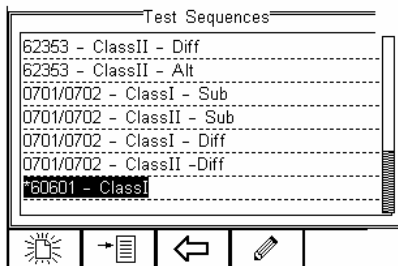 Test Sequences
62353 - ClassII - Diff
62353 - ClassII - Alt
0701/0702 - ClassI - Sub
0701/0702 - ClassII - Sub
0701/0702 - ClassI - Diff
0701/0702 - ClassII -Diff
*60601 - ClassI